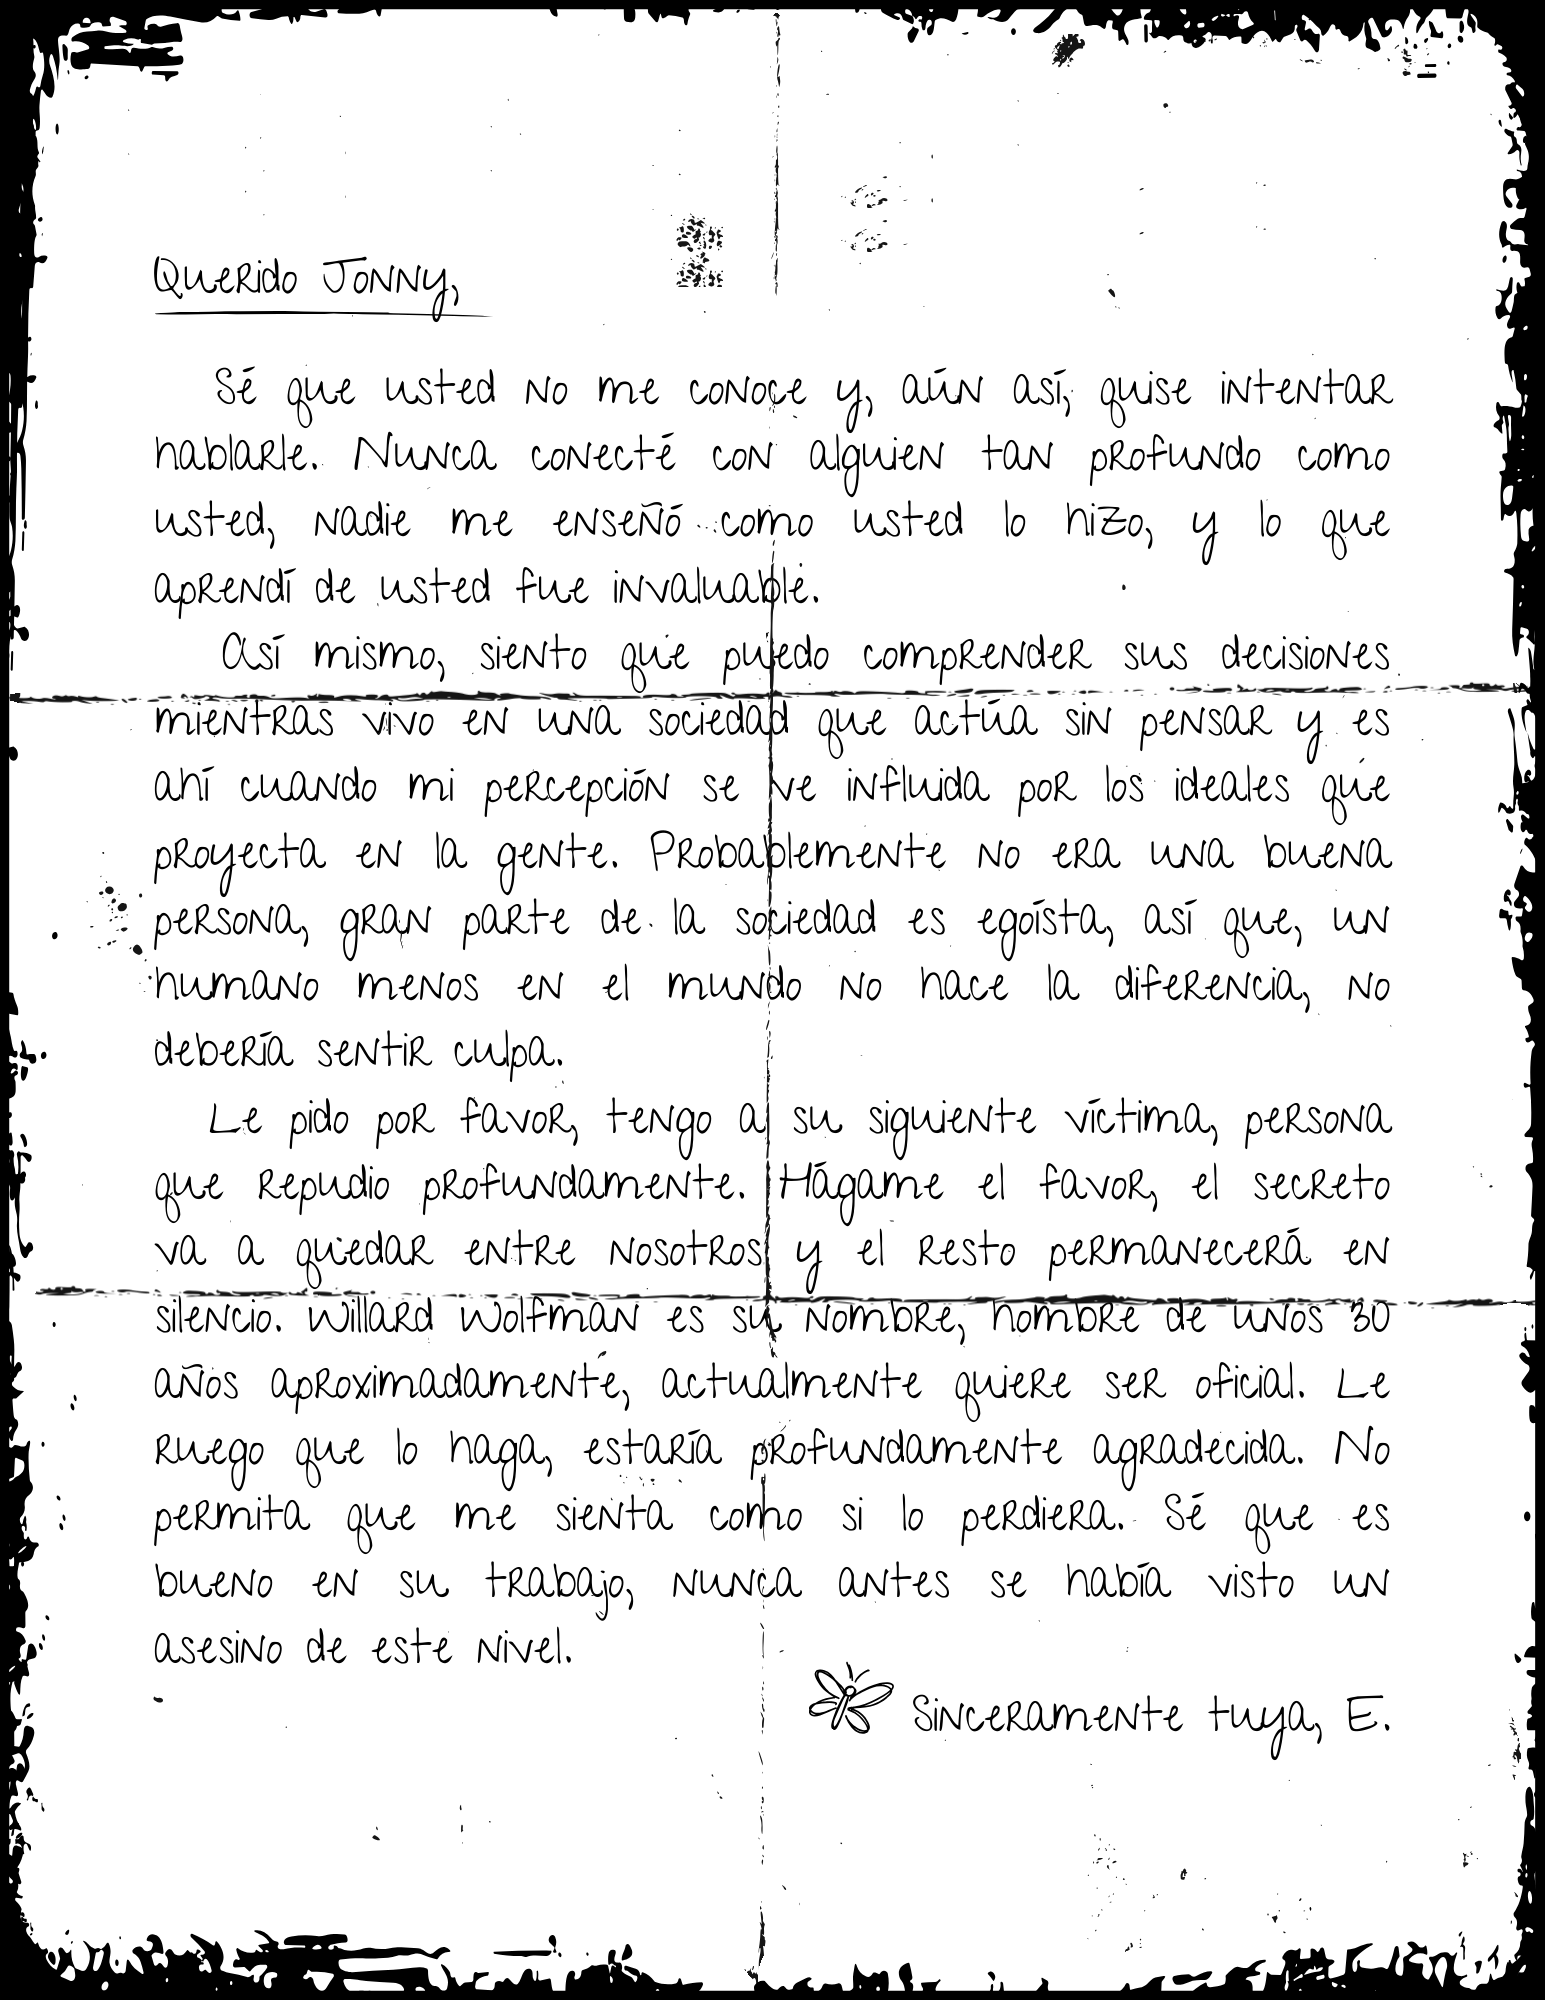 Querido Jonny,
Sé que usted no me conoce y, aún así, quise intentar
hablarle. Nunca conecté con alguien tan profundo como
usted, nadie me enseñó como usted lo hizo, y lo que
aprendí de usted fue invaluable.
Así mismo, siento que puedo comprender sus decisiones
mientras vivo en una sociedad que actúa sin pensar y es
ahí cuando mi percepción se ve influida por los ideales que
proyecta en la gente. Probablemente no era una buena
persona, gran parte de la sociedad es egoísta, así que, un
humano menos en el mundo no hace la diferencia, no
debería sentir culpa.
Le pido por favor, tengo a su siguiente víctima, persona
que repudio profundamente. Hágame el favor, el secreto
va a quedar entre nosotros y el resto permanecerá en
silencio. Willard Wolfman es su nombre, hombre de unos 30
años aproximadamente, actualmente quiere ser oficial. Le
ruego que lo haga, estaría profundamente agradecida. No
permita que me sienta como si lo perdiera. Sé que es
bueno en su trabajo, nunca antes se había visto un
asesino de este nivel.
Sinceramente tuya, E.